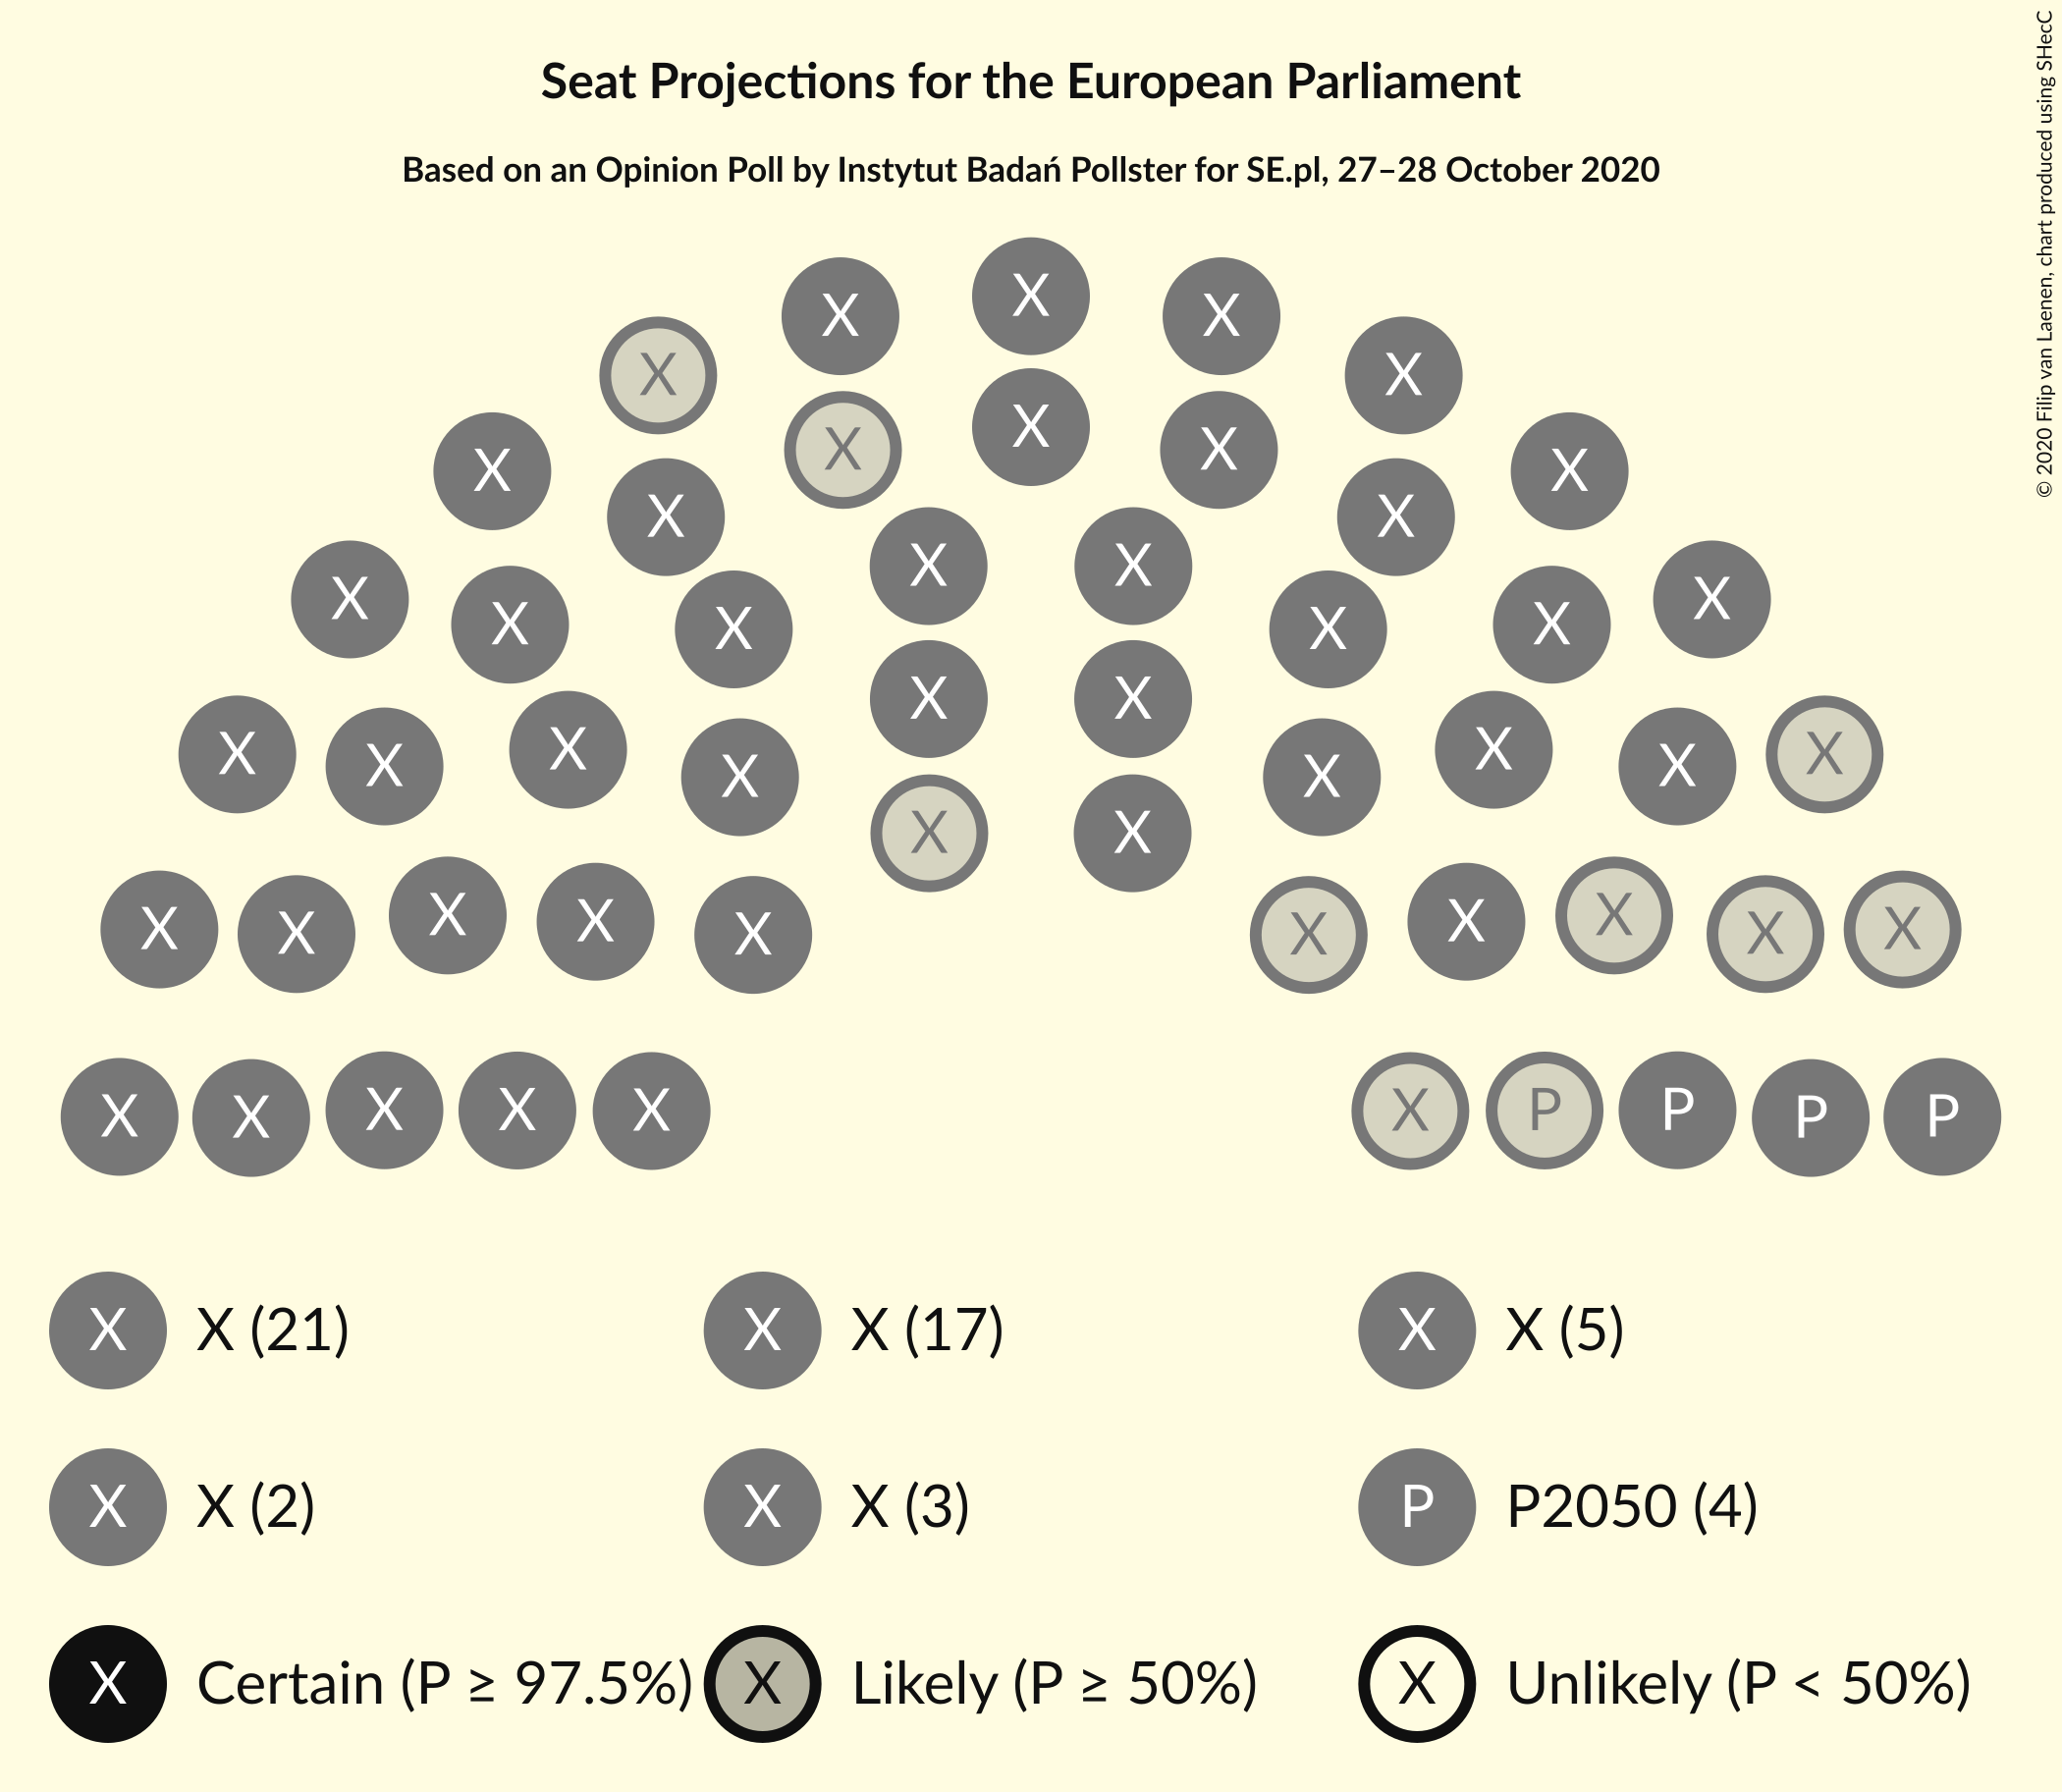 © 2020 Filip van Laenen, chart produced using SHecC
Seat Projections for the European Parliament
Based on an Opinion Poll by Instytut Badań Pollster for SE.pl, 27–28 October 2020
X X X
X X
X X X
X X
X X
X X
X X X X X X
X X
X X X X X X X X
X X
X X X X X X X X X X
X X X X X X P P P P
X X (21) X X (17) X X (5)
X X (2) X X (3) P P2050 (4)
X Certain (P ≥ 97.5%) X Likely (P ≥ 50%) X Unlikely (P < 50%)